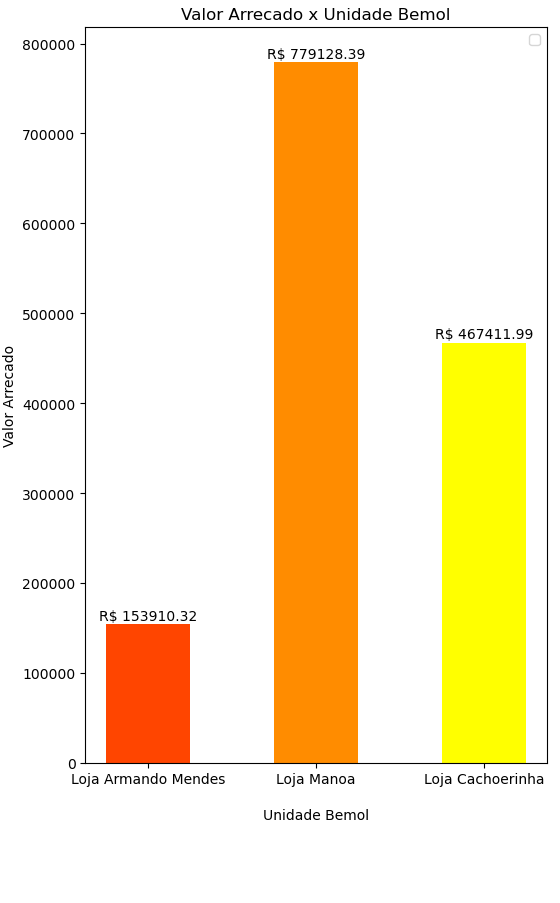 Valor Arrecado x Unidade Bemol
800000
700000
600000
500000
400000
300000
200000
100000
0
Valor Arrecado
R$ 153910.32
R$ 779128.39
R$ 467411.99
Loja Armando Mendes
Loja Manoa
Loja Cachoerinha
Unidade Bemol